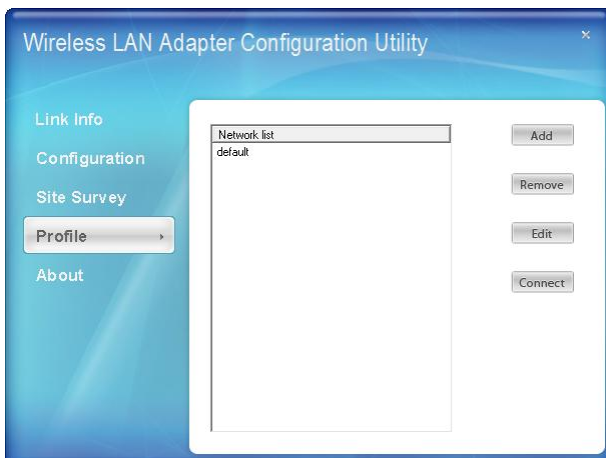 Wireless LAN Adapter Configuration Utility
Link Info
Configuration
Site Survey
Profile
About
Network list
default
Add
Remove
Edit
Connect